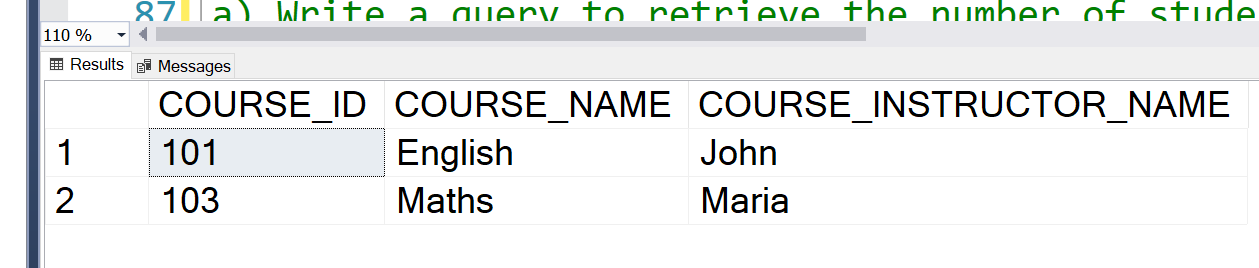 87 a) Write a query to retrieve the number of stude
110 %
Results Messages
COURSE_ID COURSE_NAME COURSE_INSTRUCTOR_NAME
1 101 English John
2 103 Maths Maria